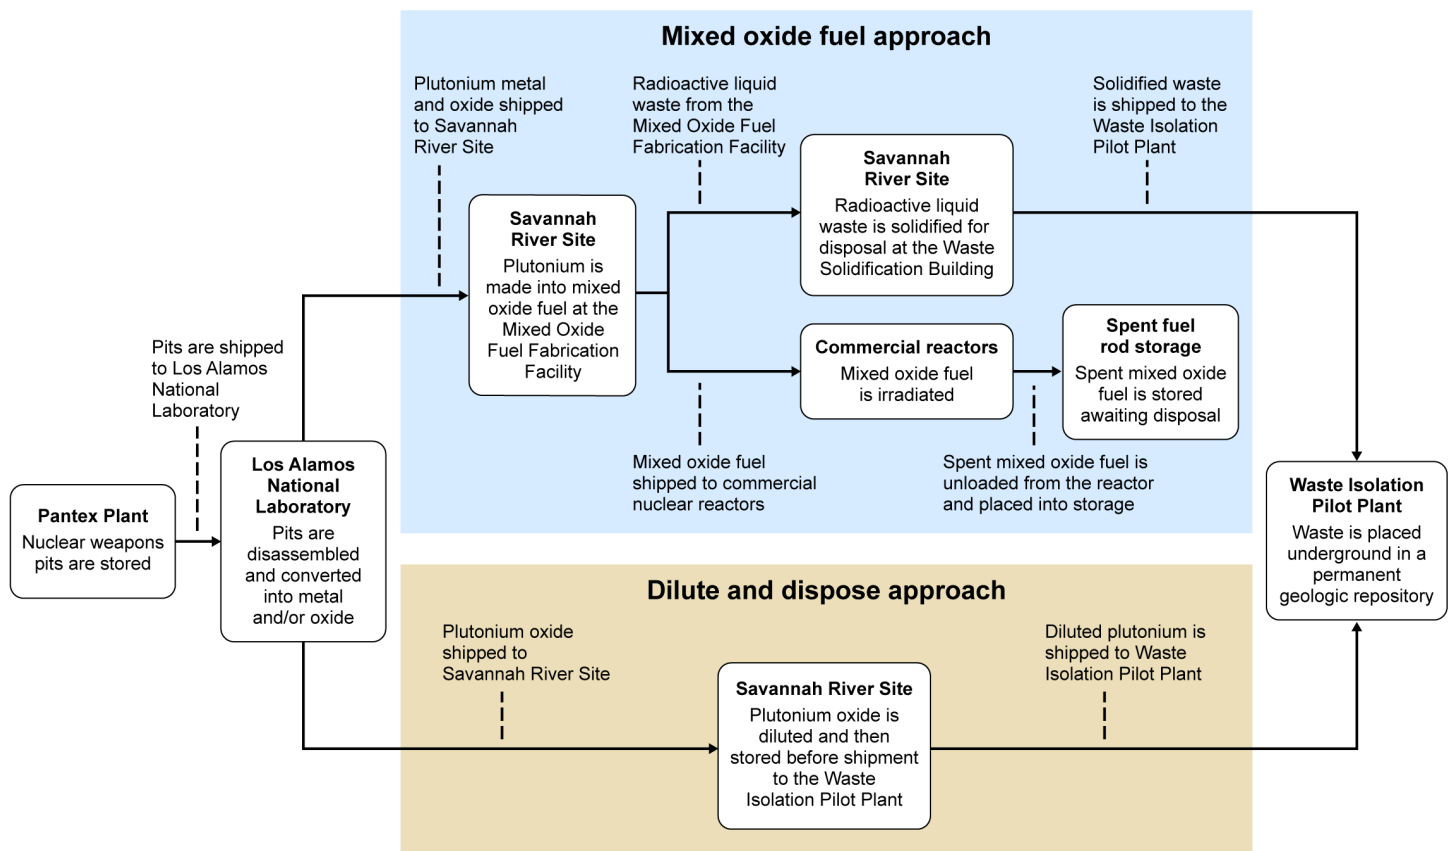 Mixed oxide fuel approach
Plutonium metal
and oxide shipped
to Savannah
River Site
Radioactive liquid
waste from the
Mixed Oxide Fuel
Fabrication Facility
Solidified waste
is shipped to the
Waste Isolation
Pilot Plant
Savannah
River Site
Radioactive liquid
waste is solidified for
disposal at the Waste
Solidification Building
Savannah
River Site
Plutonium is
made into mixed
oxide fuel at the
Mixed Oxide
Fuel Fabrication
Facility
Commercial reactors
Mixed oxide fuel
is irradiated
Spent fuel
rod storage
Spent mixed oxide
fuel is stored
awaiting disposal
Pits are shipped
to Los Alamos
National
Laboratory
Mixed oxide fuel
shipped to commercial
nuclear reactors
Spent mixed oxide fuel is
unloaded from the reactor
and placed into storage
Pantex Plant
Nuclear weapons
pits are stored
Los Alamos
National
Laboratory
Pits are
disassembled
and converted
into metal
and/or oxide
Waste Isolation
Pilot Plant
Waste is placed
underground in a
permanent
geologic repository
Dilute and dispose approach
Plutonium oxide
shipped to
Savannah River Site
Savannah River Site
Plutonium oxide is
diluted and then
stored before shipment
to the Waste
Isolation Pilot Plant
Diluted plutonium is
shipped to Waste
Isolation Pilot Plant